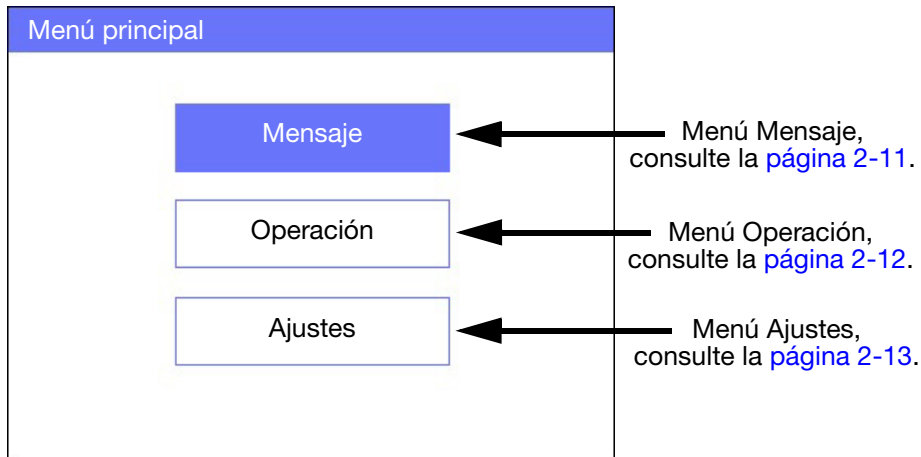 Menú principal
Mensaje
Menú Mensaje,
consulte la página 2-11.
Operación
Menú Operación,
consulte la página 2-12.
Ajustes
Menú Ajustes,
consulte la página 2-13.